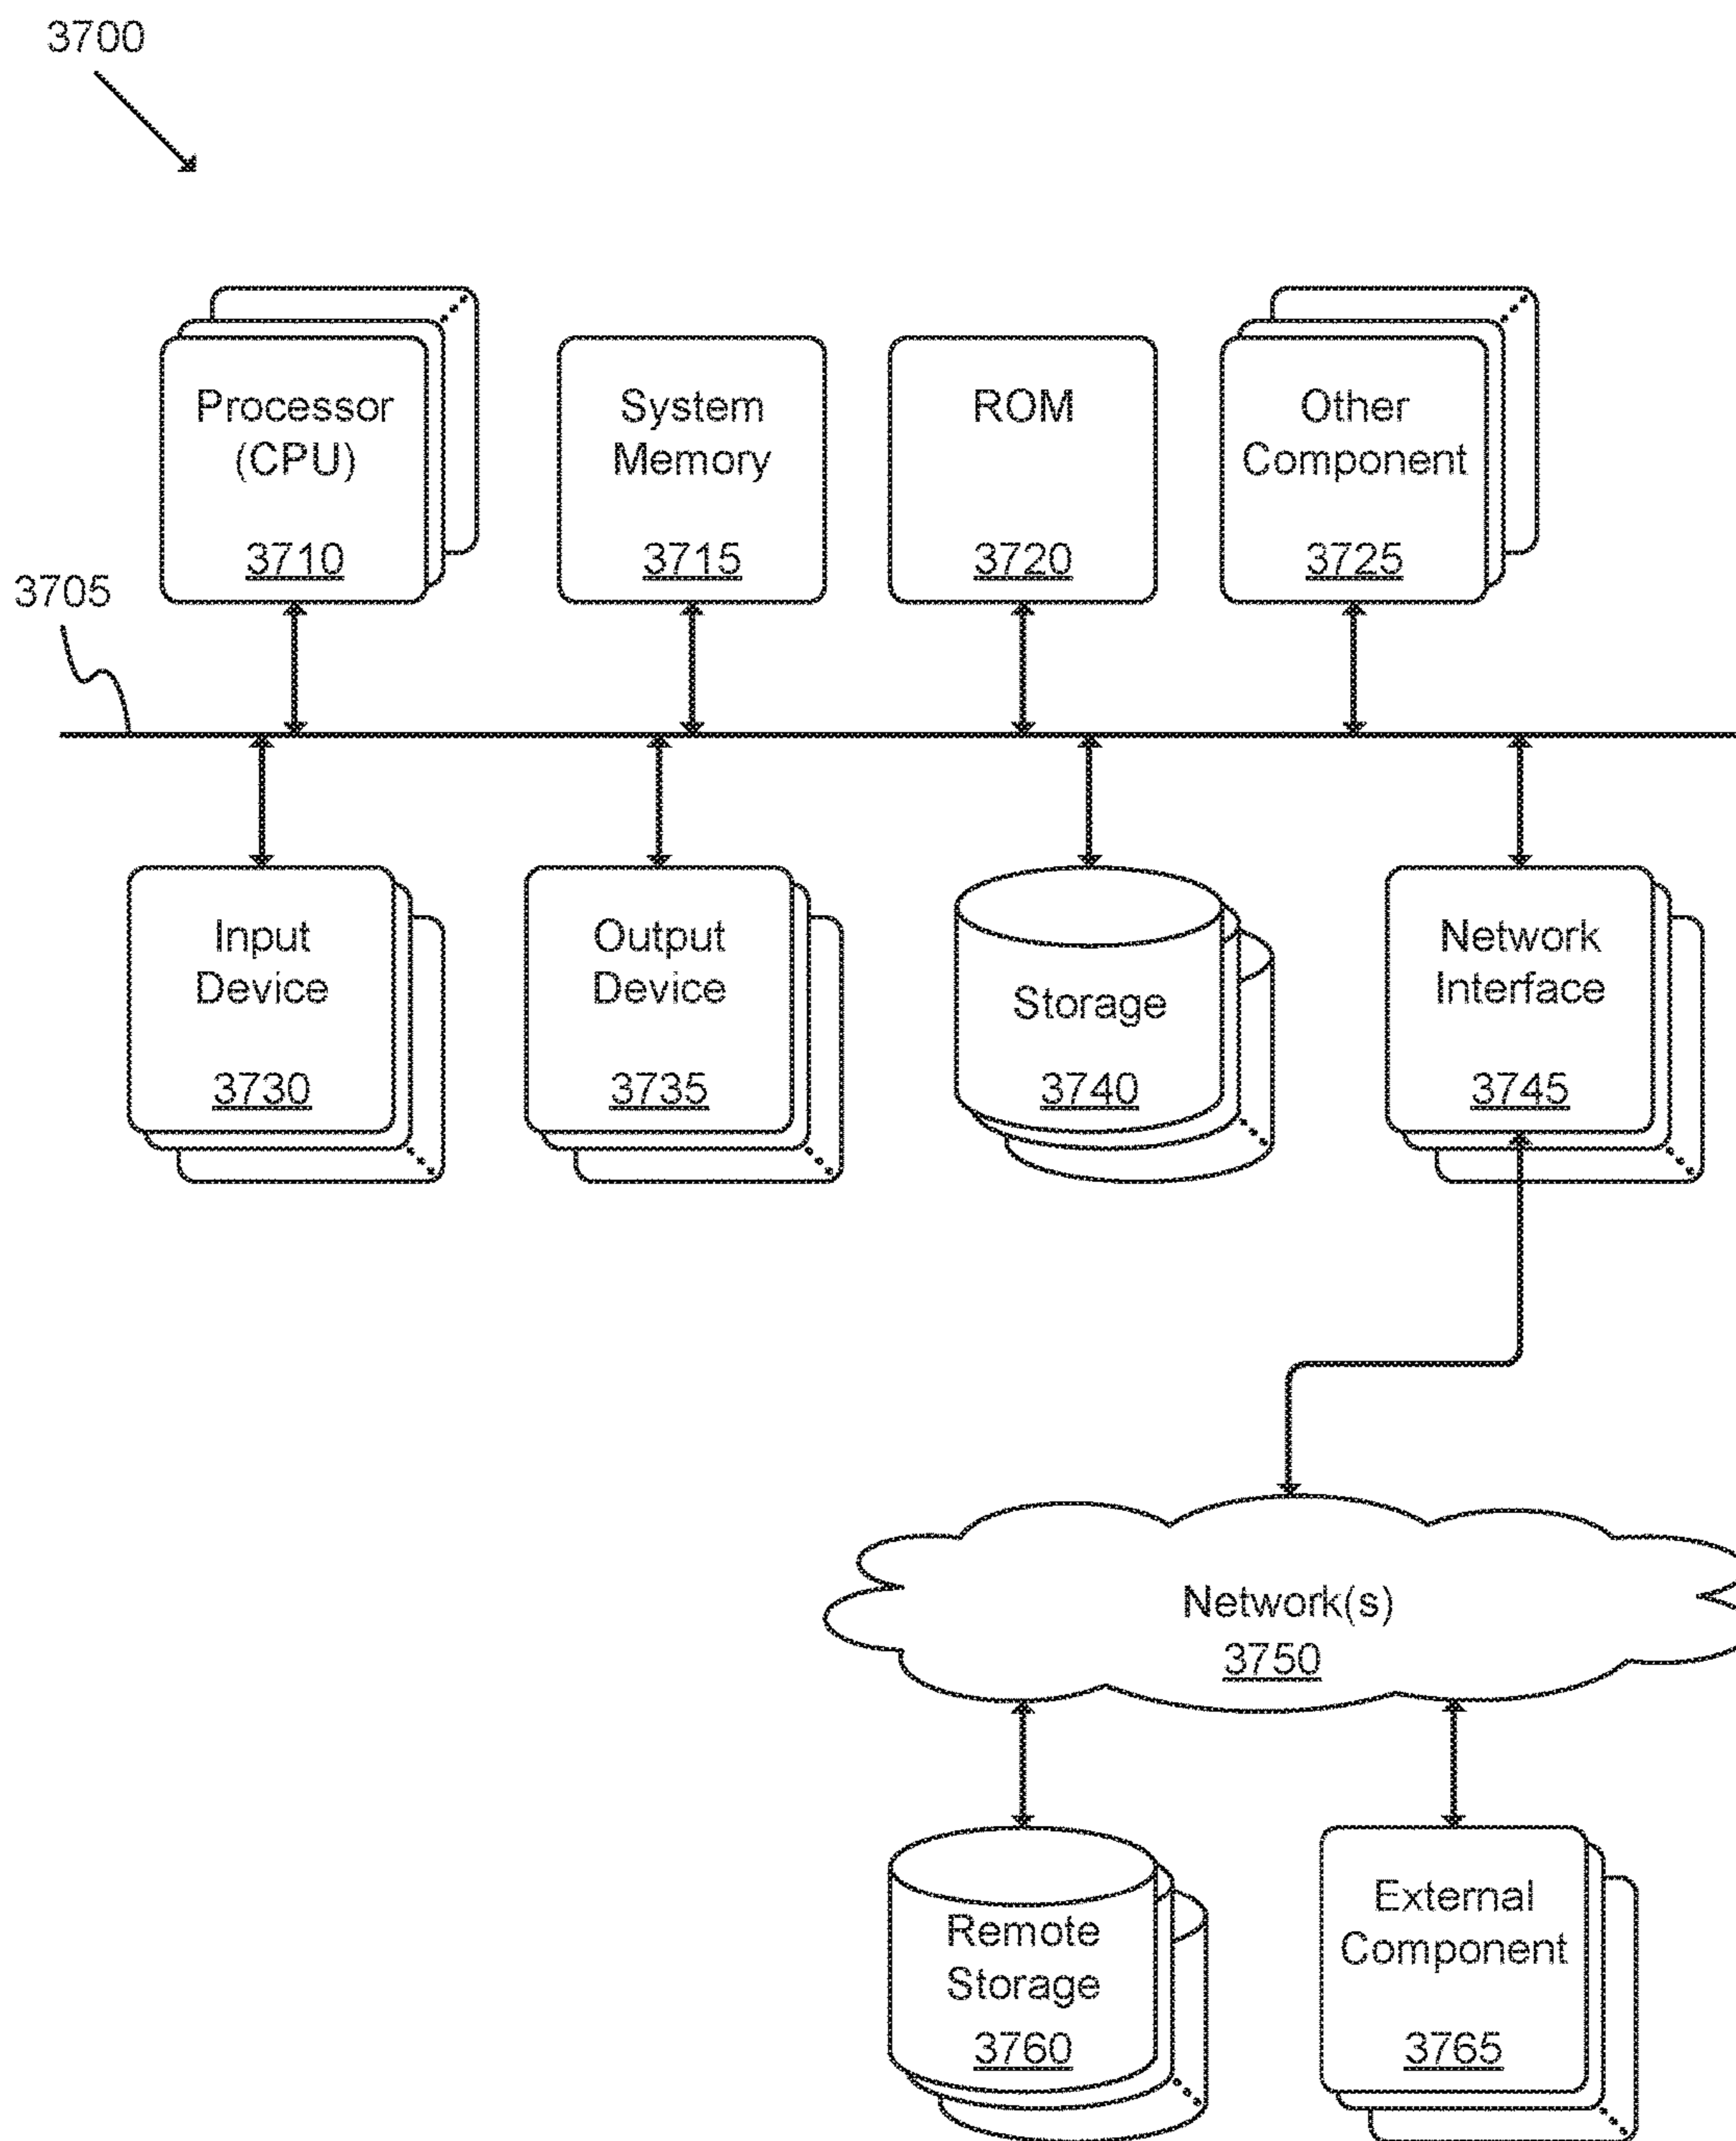 3700
Processor
(CPU)
3710
System
Memory
3715
ROM
3720
Other
Component
3725
3705
Input
Device
3730
Output
Device
3735
Storage
3740
Network
Interface
3745
Network(s)
3750
Remote
Storage
3760
External
Component
3765